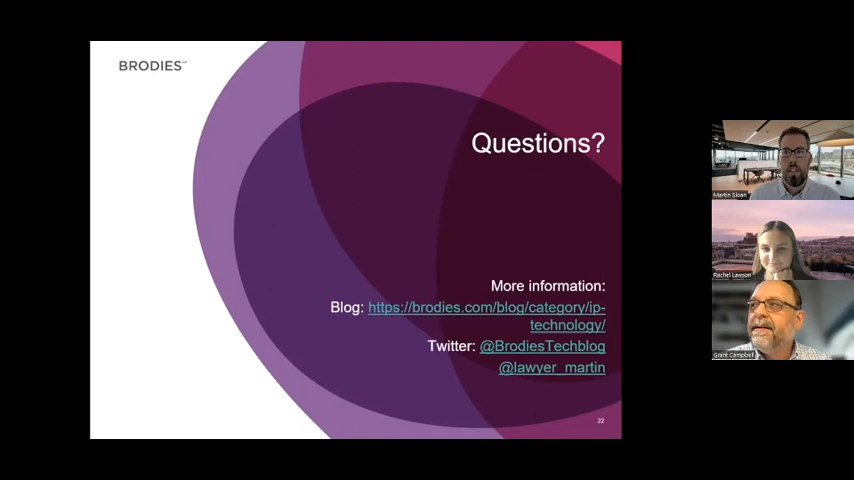 BRODIES LLP
Questions?
More information:
Blog: https://brodies.com/blog/category/ip-
technology/
Twitter: @BrodiesTechblog
@lawyer_martin
22
Martin Sloan
Rachel Lawson
Grant Campbell